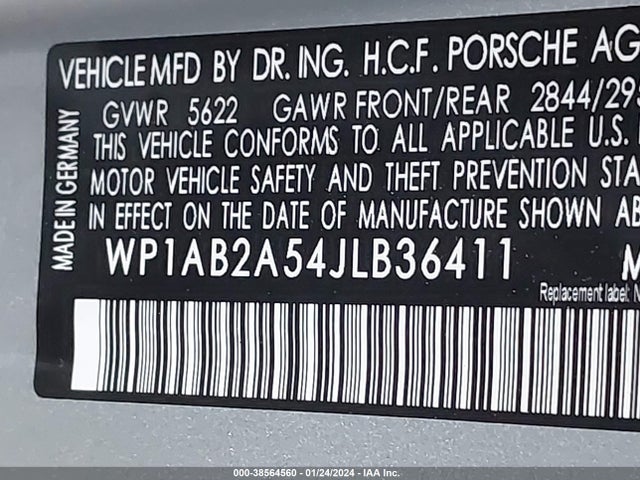 VEHICLE MFD BY DR. ING. H.C.F. PORSCHE AG
GVWR 5622 GAWR FRONT/REAR 2844/29
THIS VEHICLE CONFORMS TO ALL APPLICABLE U.S.
MOTOR VEHICLE SAFETY AND THEFT PREVENTION STA
IN EFFECT ON THE DATE OF MANUFACTURE SHOWN AB
MADE IN GERMANY
WP1AB2A54JLB36411
Replacement label:
000-38564560 - 01/24/2024 - IAA Inc.